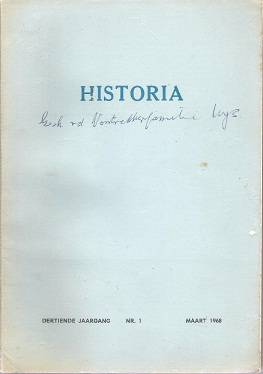 HISTORIA
Gesk v d Voortrekkerfamilie Uys
DERTIENDE JAARGANG NR. 1 MAART 1968